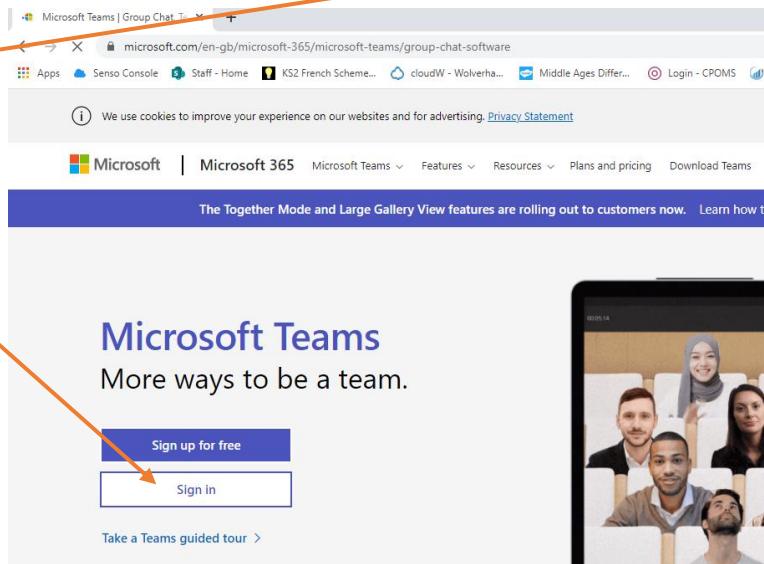 Microsoft Teams | Group Chat, Te
microsoft.com/en-gb/microsoft-365/microsoft-teams/group-chat-software
Apps Senso Console Staff - Home KS2 French Scheme... cloudW - Wolverha... Middle Ages Differ... Login - CPOMS
We use cookies to improve your experience on our websites and for advertising. Privacy Statement
Microsoft | Microsoft 365 Microsoft Teams Features Resources Plans and pricing Download Teams
The Together Mode and Large Gallery View features are rolling out to customers now. Learn how t
00:05:14
Microsoft Teams
More ways to be a team.
Sign up for free
Sign in
Take a Teams guided tour >